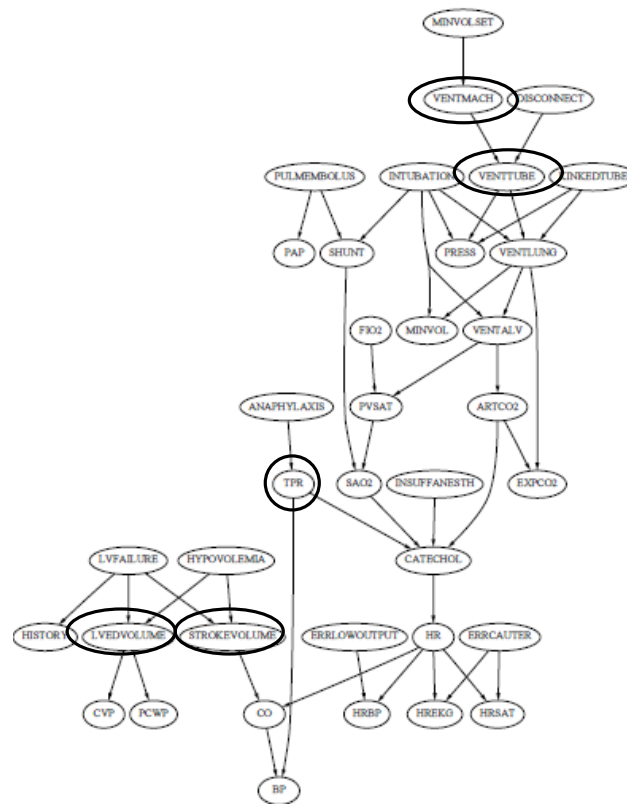 MINVOLSET
VENTMACH DISCONNECT
PULMEMBOLUS INTUBATION VENTTUBE KINKEDTUBE
PAP SHUNT PRESS VENTLUNG
FIO2 MINVOL VENTALV
ANAPHYLAXIS PVSAT ARTCO2
TPR SAO2 INSUFFANESTH EXPCO2
LVFAILURE HYPOVOLEMIA CATECHOL
HISTORY LVEDVOLUME STROKEVOLUME ERRLOWOUTPUT HR ERRCAUTER
CVP PCWP CO HRBP HREKG HRSAT
BP